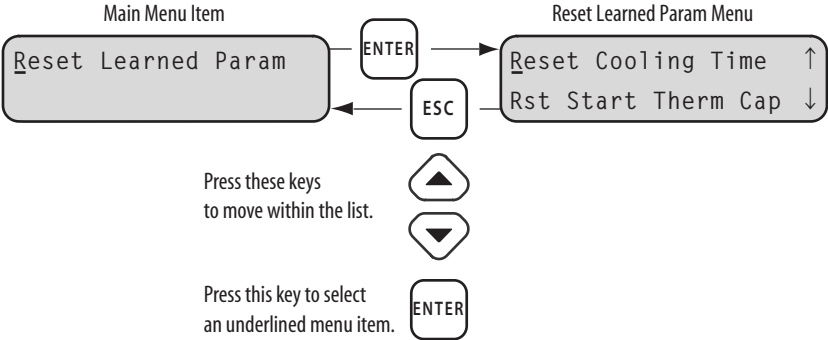 Main Menu Item
Reset Learned Param Menu
Reset Learned Param
ENTER
Reset Cooling Time ↑
Rst Start Therm Cap ↓
ESC
Press these keys
to move within the list.
Press this key to select
an underlined menu item.
ENTER